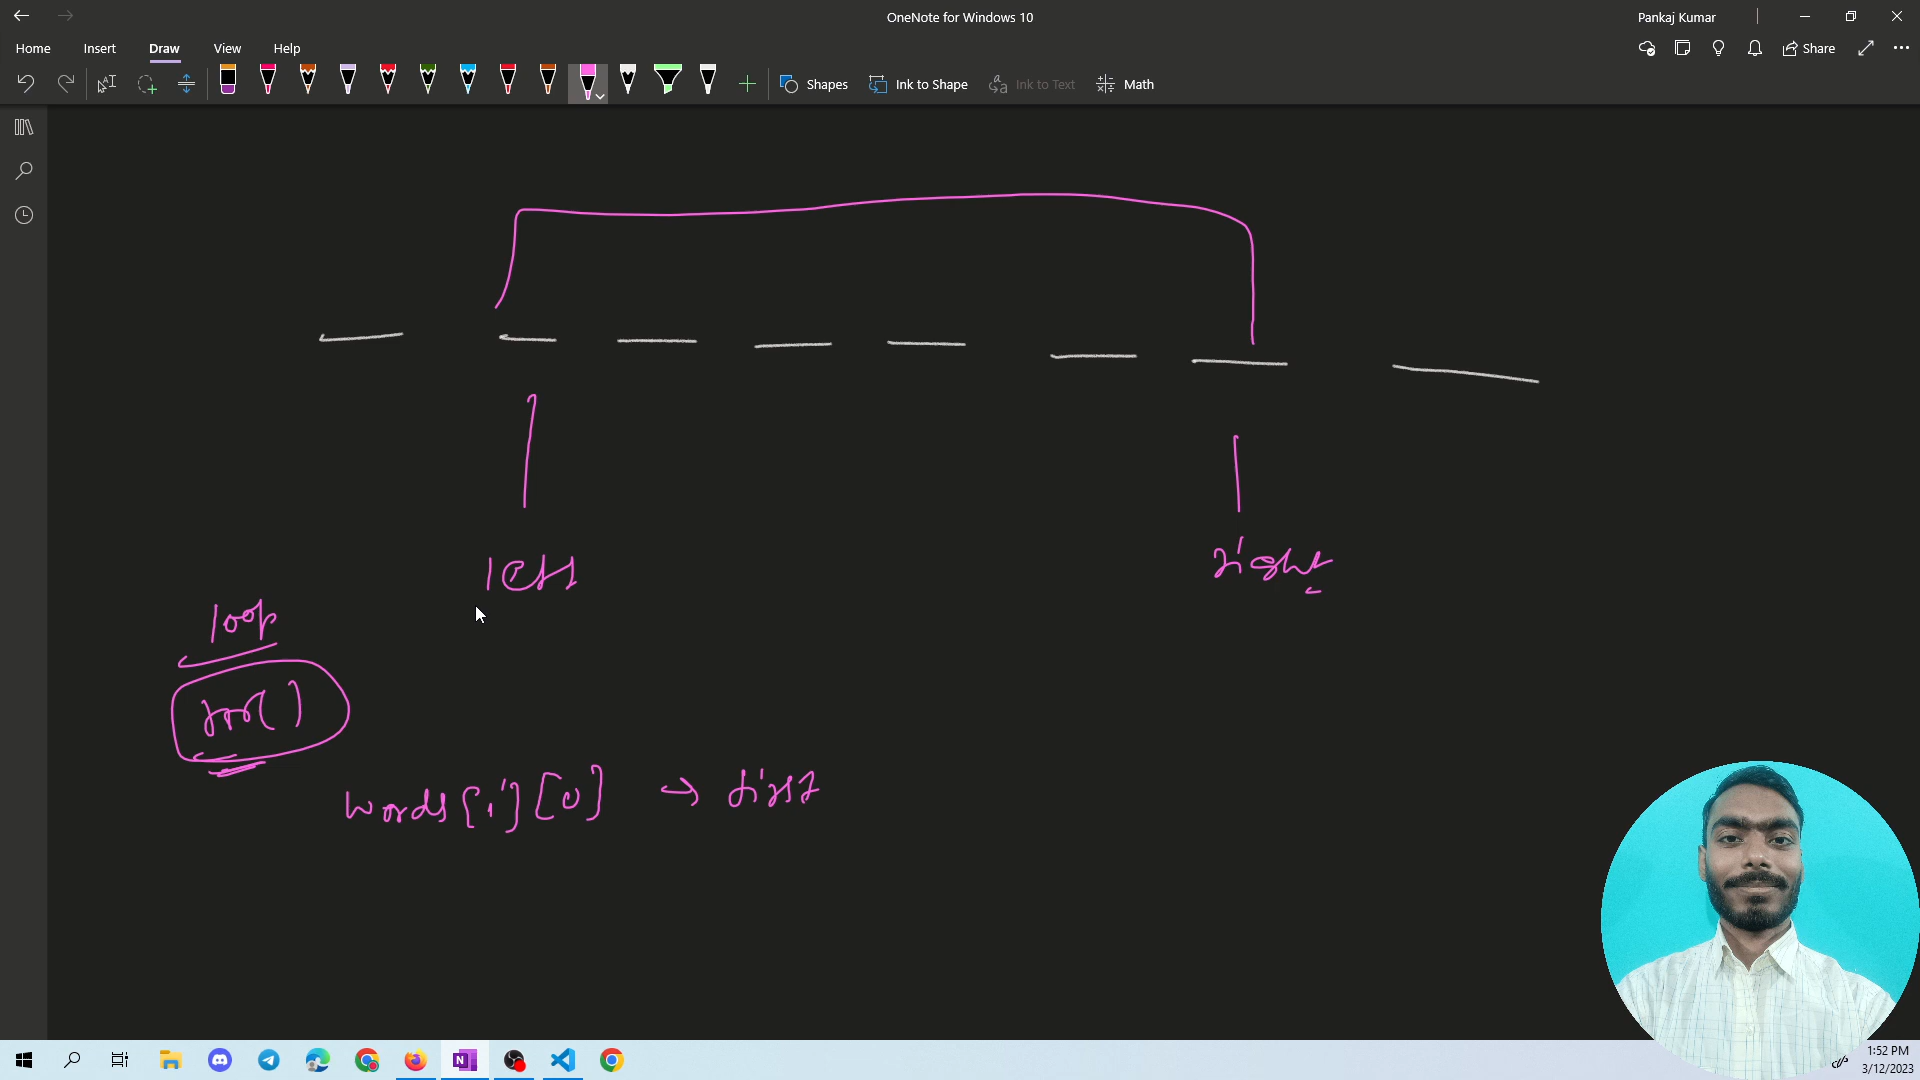 OneNote for Windows 10
Pankaj Kumar
Home Insert Draw View Help
Share
Shapes Ink to Shape Ink to Text Math
left
right
loop
for( )
words[i][0] → first
1:52 PM
3/12/2023